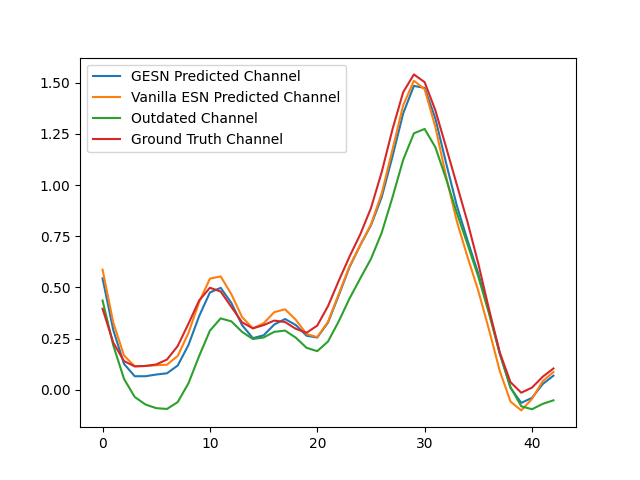 GESN Predicted Channel
Vanilla ESN Predicted Channel
Outdated Channel
Ground Truth Channel
1.50
1.25
1.00
0.75
0.50
0.25
0.00
0 10 20 30 40